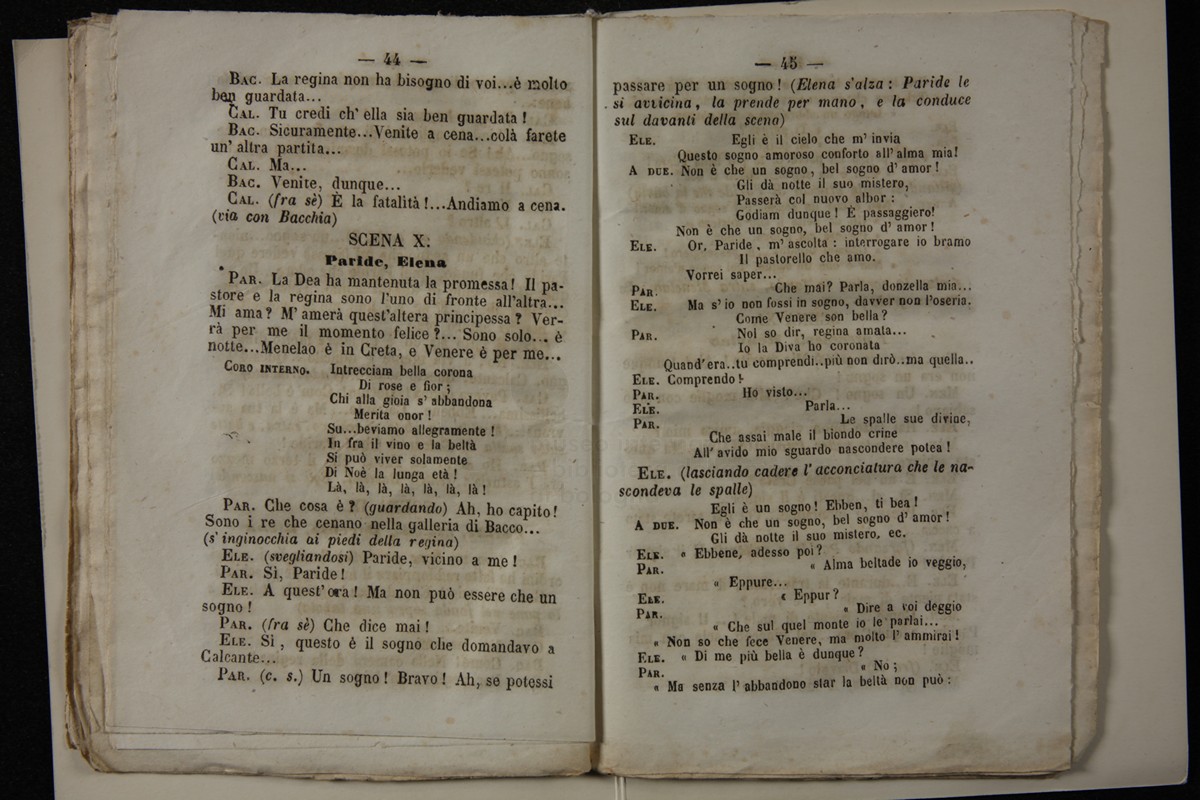 — 44 —
BAC. La regina non ha bisogno di voi...è molto
ben guardata...
CAL. Tu credi ch' ella sia ben guardata !
BAC. Sicuramente...Venite a cena...colà farete
un' altra partita...
CAL. Ma...
BAC. Venite, dunque...
CAL. (fra sè) È la fatalità !...Andiamo a cena.
(via con Bacchia)
SCENA X.
Paride, Elena
PAR. La Dea ha mantenuta la promessa! Il pa-
store e la regina sono l'uno di fronte all'altra...
Mi ama? M' amerà quest'altera principessa ? Ver-
rà per me il momento felice ?... Sono solo... è
notte...Menelao è in Creta, e Venere è per me...
CORO INTERNO. Intrecciam bella corona
Di rose e fior ;
Chi alla gioia s' abbandona
Merita onor !
Su...beviamo allegramente !
In fra il vino e la beltà
Si può viver solamente
Di Noè la lunga età !
Là, là, là, là, là, là, là !
PAR. Che cosa è ? (guardando) Ah, ho capito!
Sono i re che cenano nella galleria di Bacco...
(s' inginocchia ai piedi della regina)
ELE. (svegliandosi) Paride, vicino a me !
PAR. Sì, Paride !
ELE. A quest' ora ! Ma non può essere che un
sogno !
PAR. (fra sè) Che dice mai !
ELE. Sì , questo è il sogno che domandavo a
Calcante...
PAR. (c. s.) Un sogno ! Bravo ! Ah, se potessi
— 45 —
passare per un sogno ! (Elena s'alza : Paride le
si avvicina, la prende per mano, e la conduce
sul davanti della scena)
ELE. Egli è il cielo che m' invia
Questo sogno amoroso conforto all' alma mia!
A DUE. Non è che un sogno, bel sogno d' amor !
Gli dà notte il suo mistero,
Passerà col nuovo albor :
Godiam dunque ! È passaggiero!
Non è che un sogno, bel sogno d' amor !
ELE. Or, Paride , m' ascolta : interrogare io bramo
Il pastorello che amo.
Vorrei saper...
PAR. Che mai? Parla, donzella mia...
ELE. Ma s' io non fossi in sogno, davver non l'oseria.
Come Venere son bella ?
PAR. Nol so dir, regina amata...
Io la Diva ho coronata
Quand' era..tu comprendi..più non dirò..ma quella..
ELE. Comprendo !
PAR. Ho visto...
ELE. Parla...
PAR. Le spalle sue divine,
Che assai male il biondo crine
All' avido mio sguardo nascondere potea !
ELE. (lasciando cadere l' acconciatura che le na-
scondeva le spalle)
Egli è un sogno ! Ebben, ti bea !
A DUE. Non è che un sogno, bel sogno d' amor !
Gli dà notte il suo mistero, ec.
ELE. « Ebbene, adesso poi ?
PAR. « Alma beltade io veggio,
« Eppure...
ELE. « Eppur ?
PAR. « Dire a voi deggio
« Che sul quel monte io le parlai...
« Non so che fece Venere, ma molto l' ammirai !
ELE. « Di me più bella è dunque ?
PAR. « No ;
« Ma senza l' abbandono star la beltà non può :